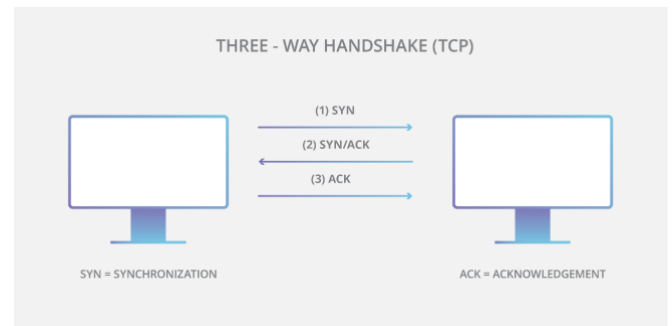 THREE - WAY HANDSHAKE (TCP)
(1) SYN
(2) SYN/ACK
(3) ACK
SYN = SYNCHRONIZATION
ACK = ACKNOWLEDGEMENT